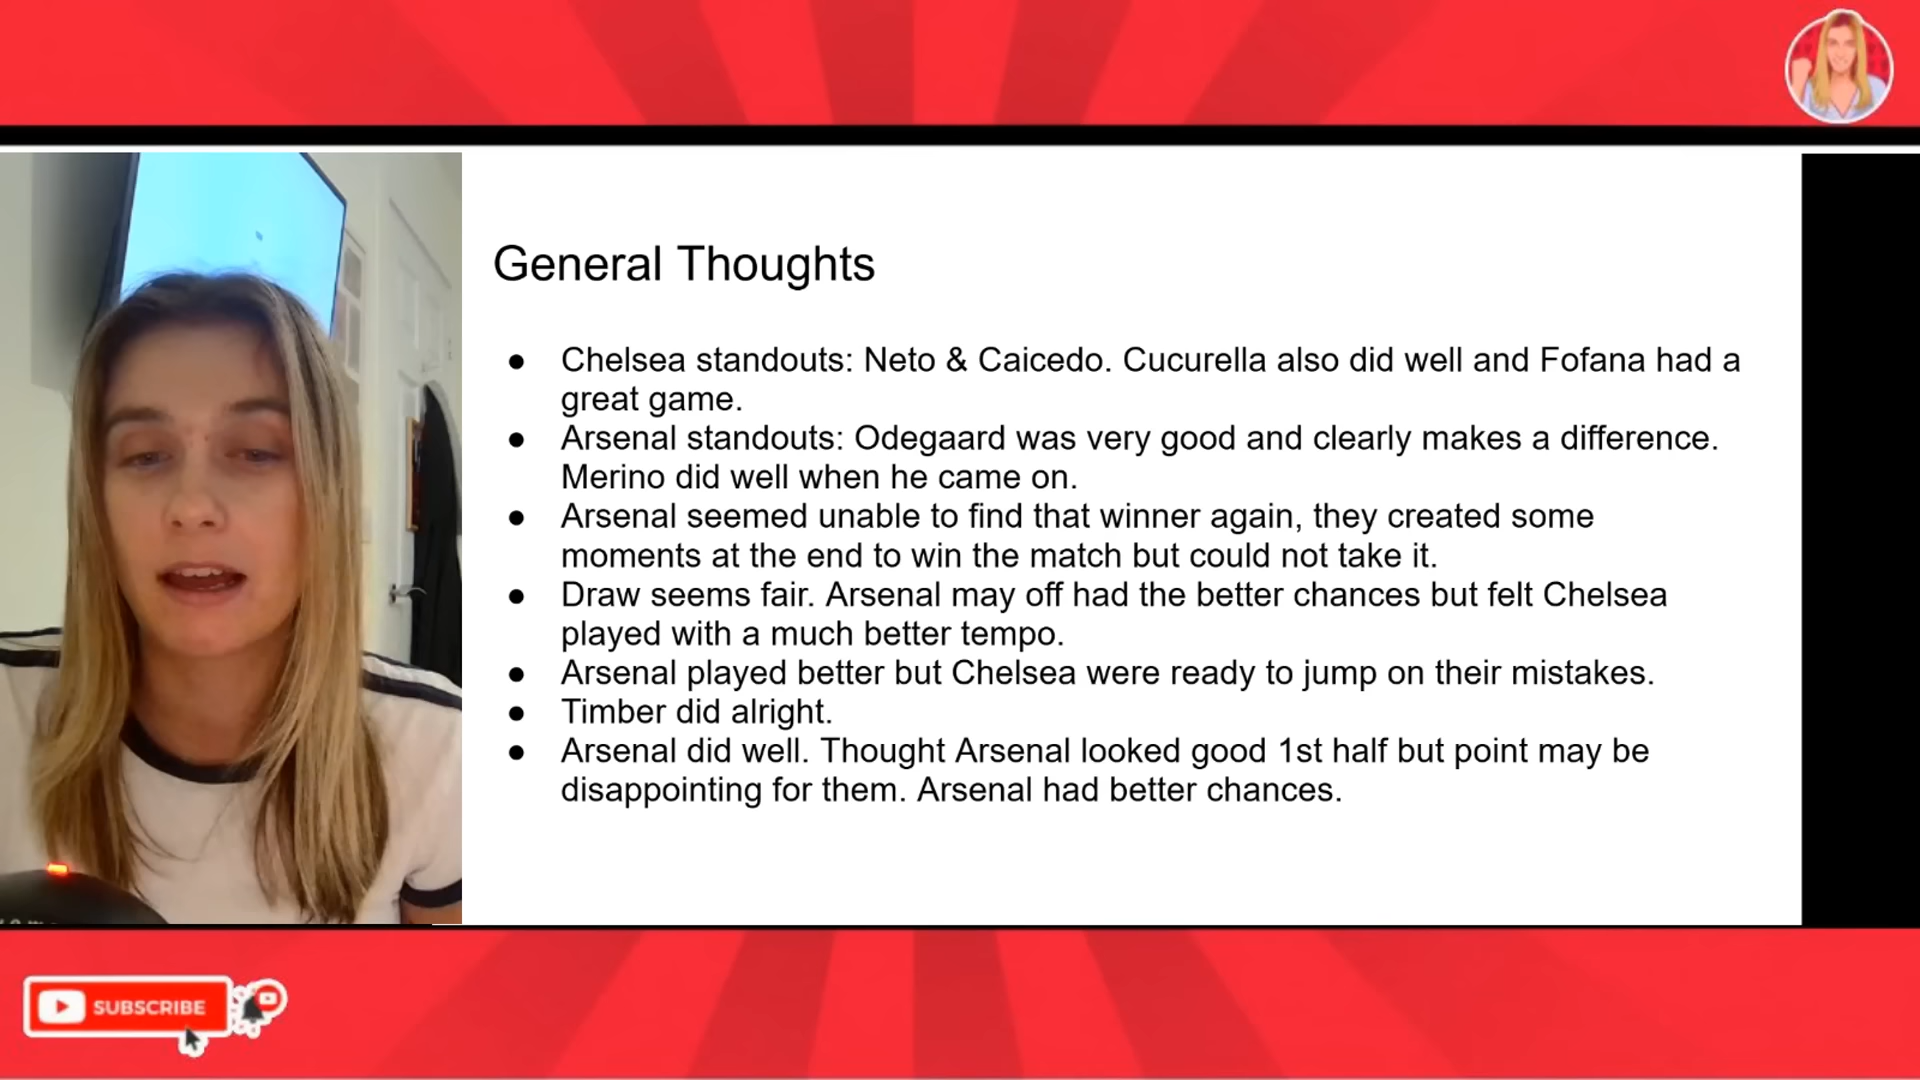 General Thoughts
● Chelsea standouts: Neto & Caicedo. Cucurella also did well and Fofana had a
great game.
● Arsenal standouts: Odegaard was very good and clearly makes a difference.
Merino did well when he came on.
● Arsenal seemed unable to find that winner again, they created some
moments at the end to win the match but could not take it.
● Draw seems fair. Arsenal may off had the better chances but felt Chelsea
played with a much better tempo.
● Arsenal played better but Chelsea were ready to jump on their mistakes.
● Timber did alright.
● Arsenal did well. Thought Arsenal looked good 1st half but point may be
disappointing for them. Arsenal had better chances.
SUBSCRIBE